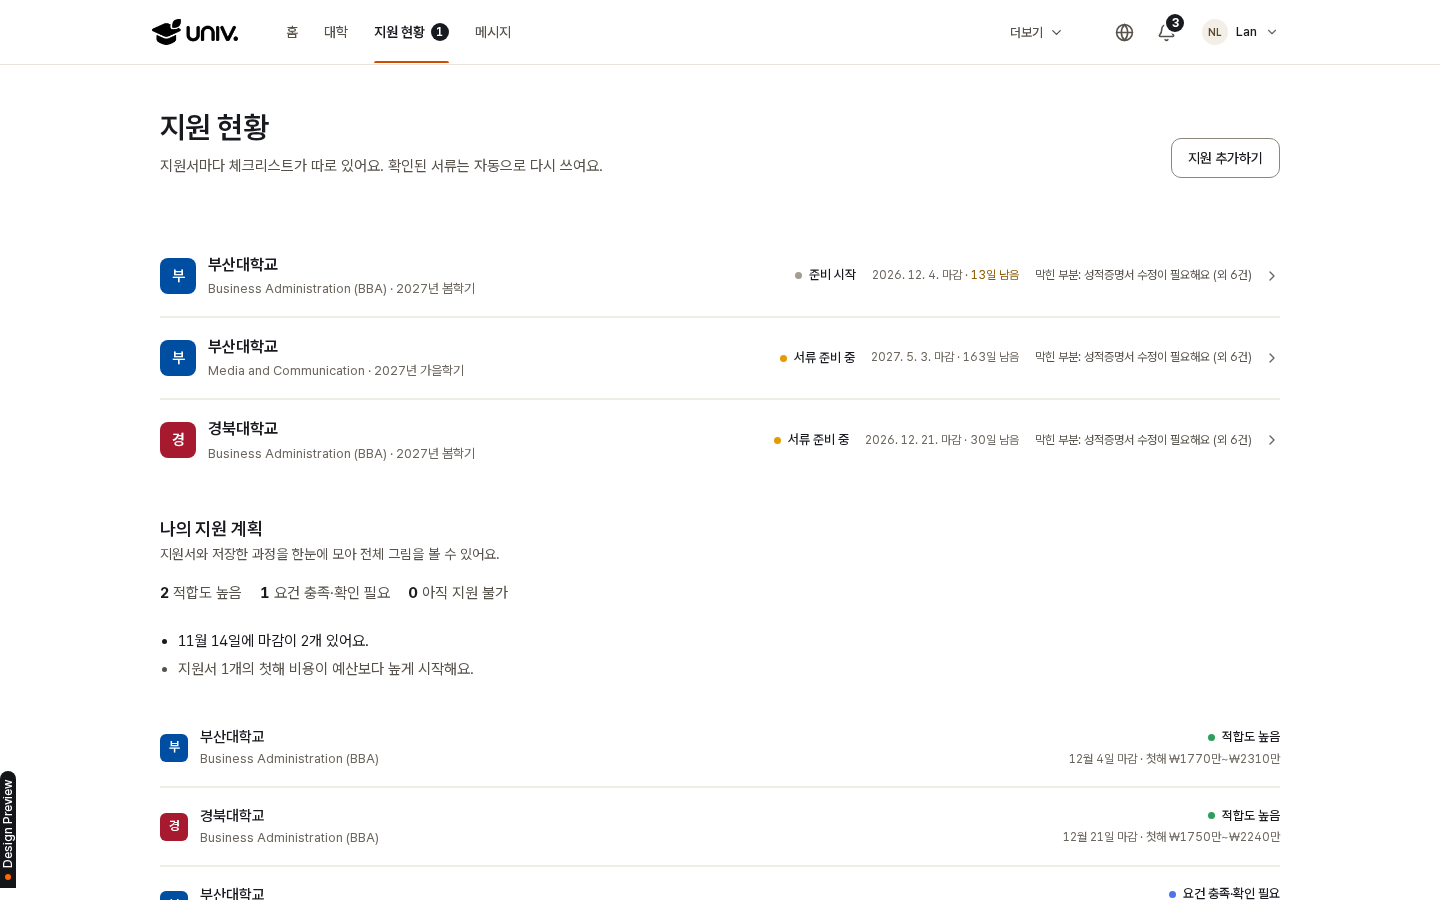 UNIV.
홈
대학
지원 현황 1
메시지
더보기
3
NL
Lan
지원 현황
지원서마다 체크리스트가 따로 있어요. 확인된 서류는 자동으로 다시 쓰여요.
지원 추가하기
부
부산대학교
Business Administration (BBA) · 2027년 봄학기
준비 시작
2026. 12. 4. 마감 · 13일 남음
막힌 부분: 성적증명서 수정이 필요해요 (외 6건)
부
부산대학교
Media and Communication · 2027년 가을학기
서류 준비 중
2027. 5. 3. 마감 · 163일 남음
막힌 부분: 성적증명서 수정이 필요해요 (외 6건)
경
경북대학교
Business Administration (BBA) · 2027년 봄학기
서류 준비 중
2026. 12. 21. 마감 · 30일 남음
막힌 부분: 성적증명서 수정이 필요해요 (외 6건)
나의 지원 계획
지원서와 저장한 과정을 한눈에 모아 전체 그림을 볼 수 있어요.
2 적합도 높음
1 요건 충족·확인 필요
0 아직 지원 불가
11월 14일에 마감이 2개 있어요.
지원서 1개의 첫해 비용이 예산보다 높게 시작해요.
부
부산대학교
Business Administration (BBA)
적합도 높음
12월 4일 마감 · 첫해 ₩1770만~₩2310만
경
경북대학교
Business Administration (BBA)
적합도 높음
12월 21일 마감 · 첫해 ₩1750만~₩2240만
부산대학교
요건 충족·확인 필요
Design Preview